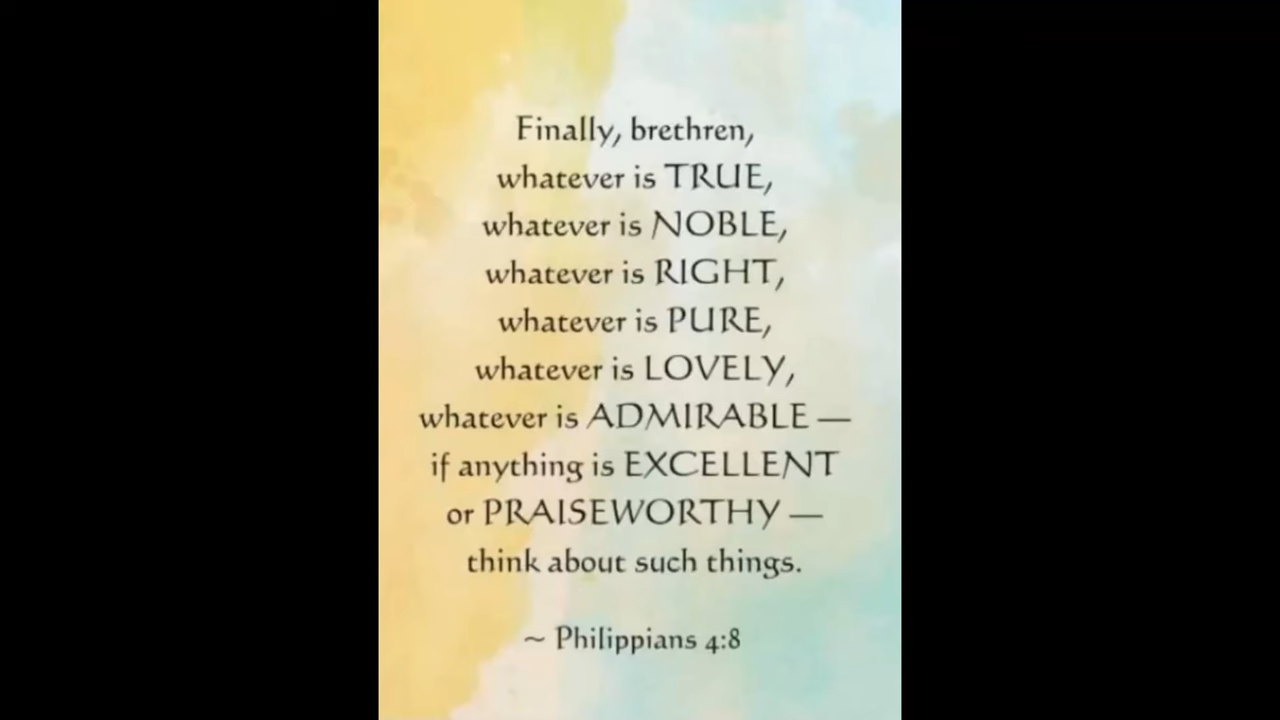 Finally, brethren,
whatever is TRUE,
whatever is NOBLE,
whatever is RIGHT,
whatever is PURE,
whatever is LOVELY,
whatever is ADMIRABLE —
if anything is EXCELLENT
or PRAISEWORTHY —
think about such things.
~ Philippians 4:8